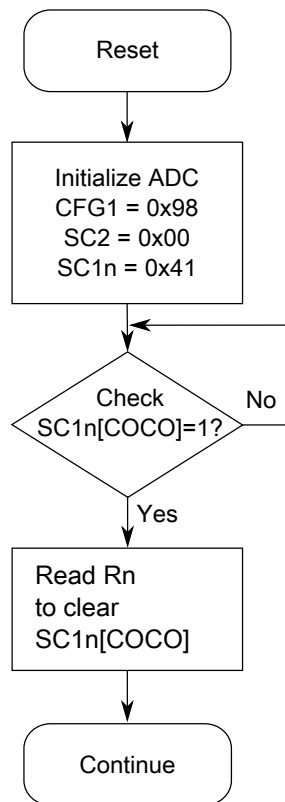 Reset
Initialize ADC
CFG1 = 0x98
SC2 = 0x00
SC1n = 0x41
Check
SC1n[COCO]=1?
No
Yes
Read Rn
to clear
SC1n[COCO]
Continue